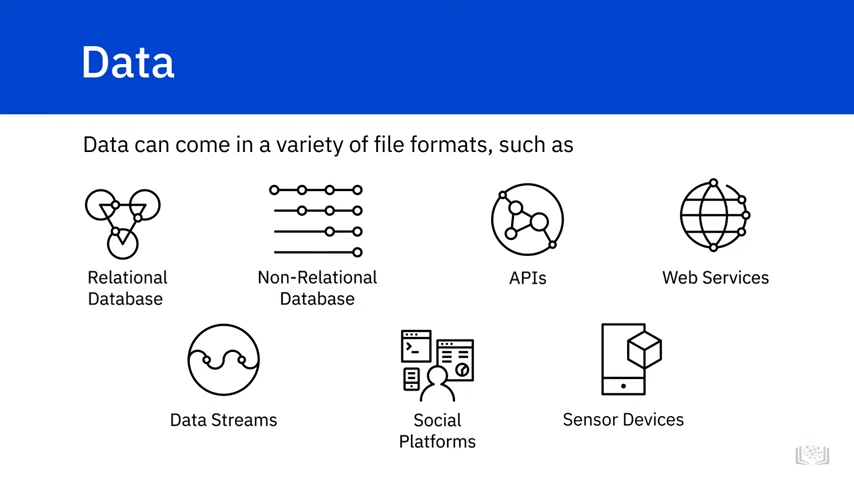 Data
Data can come in a variety of file formats, such as
Relational
Database
Non-Relational
Database
APIs
Web Services
Data Streams
Social
Platforms
Sensor Devices